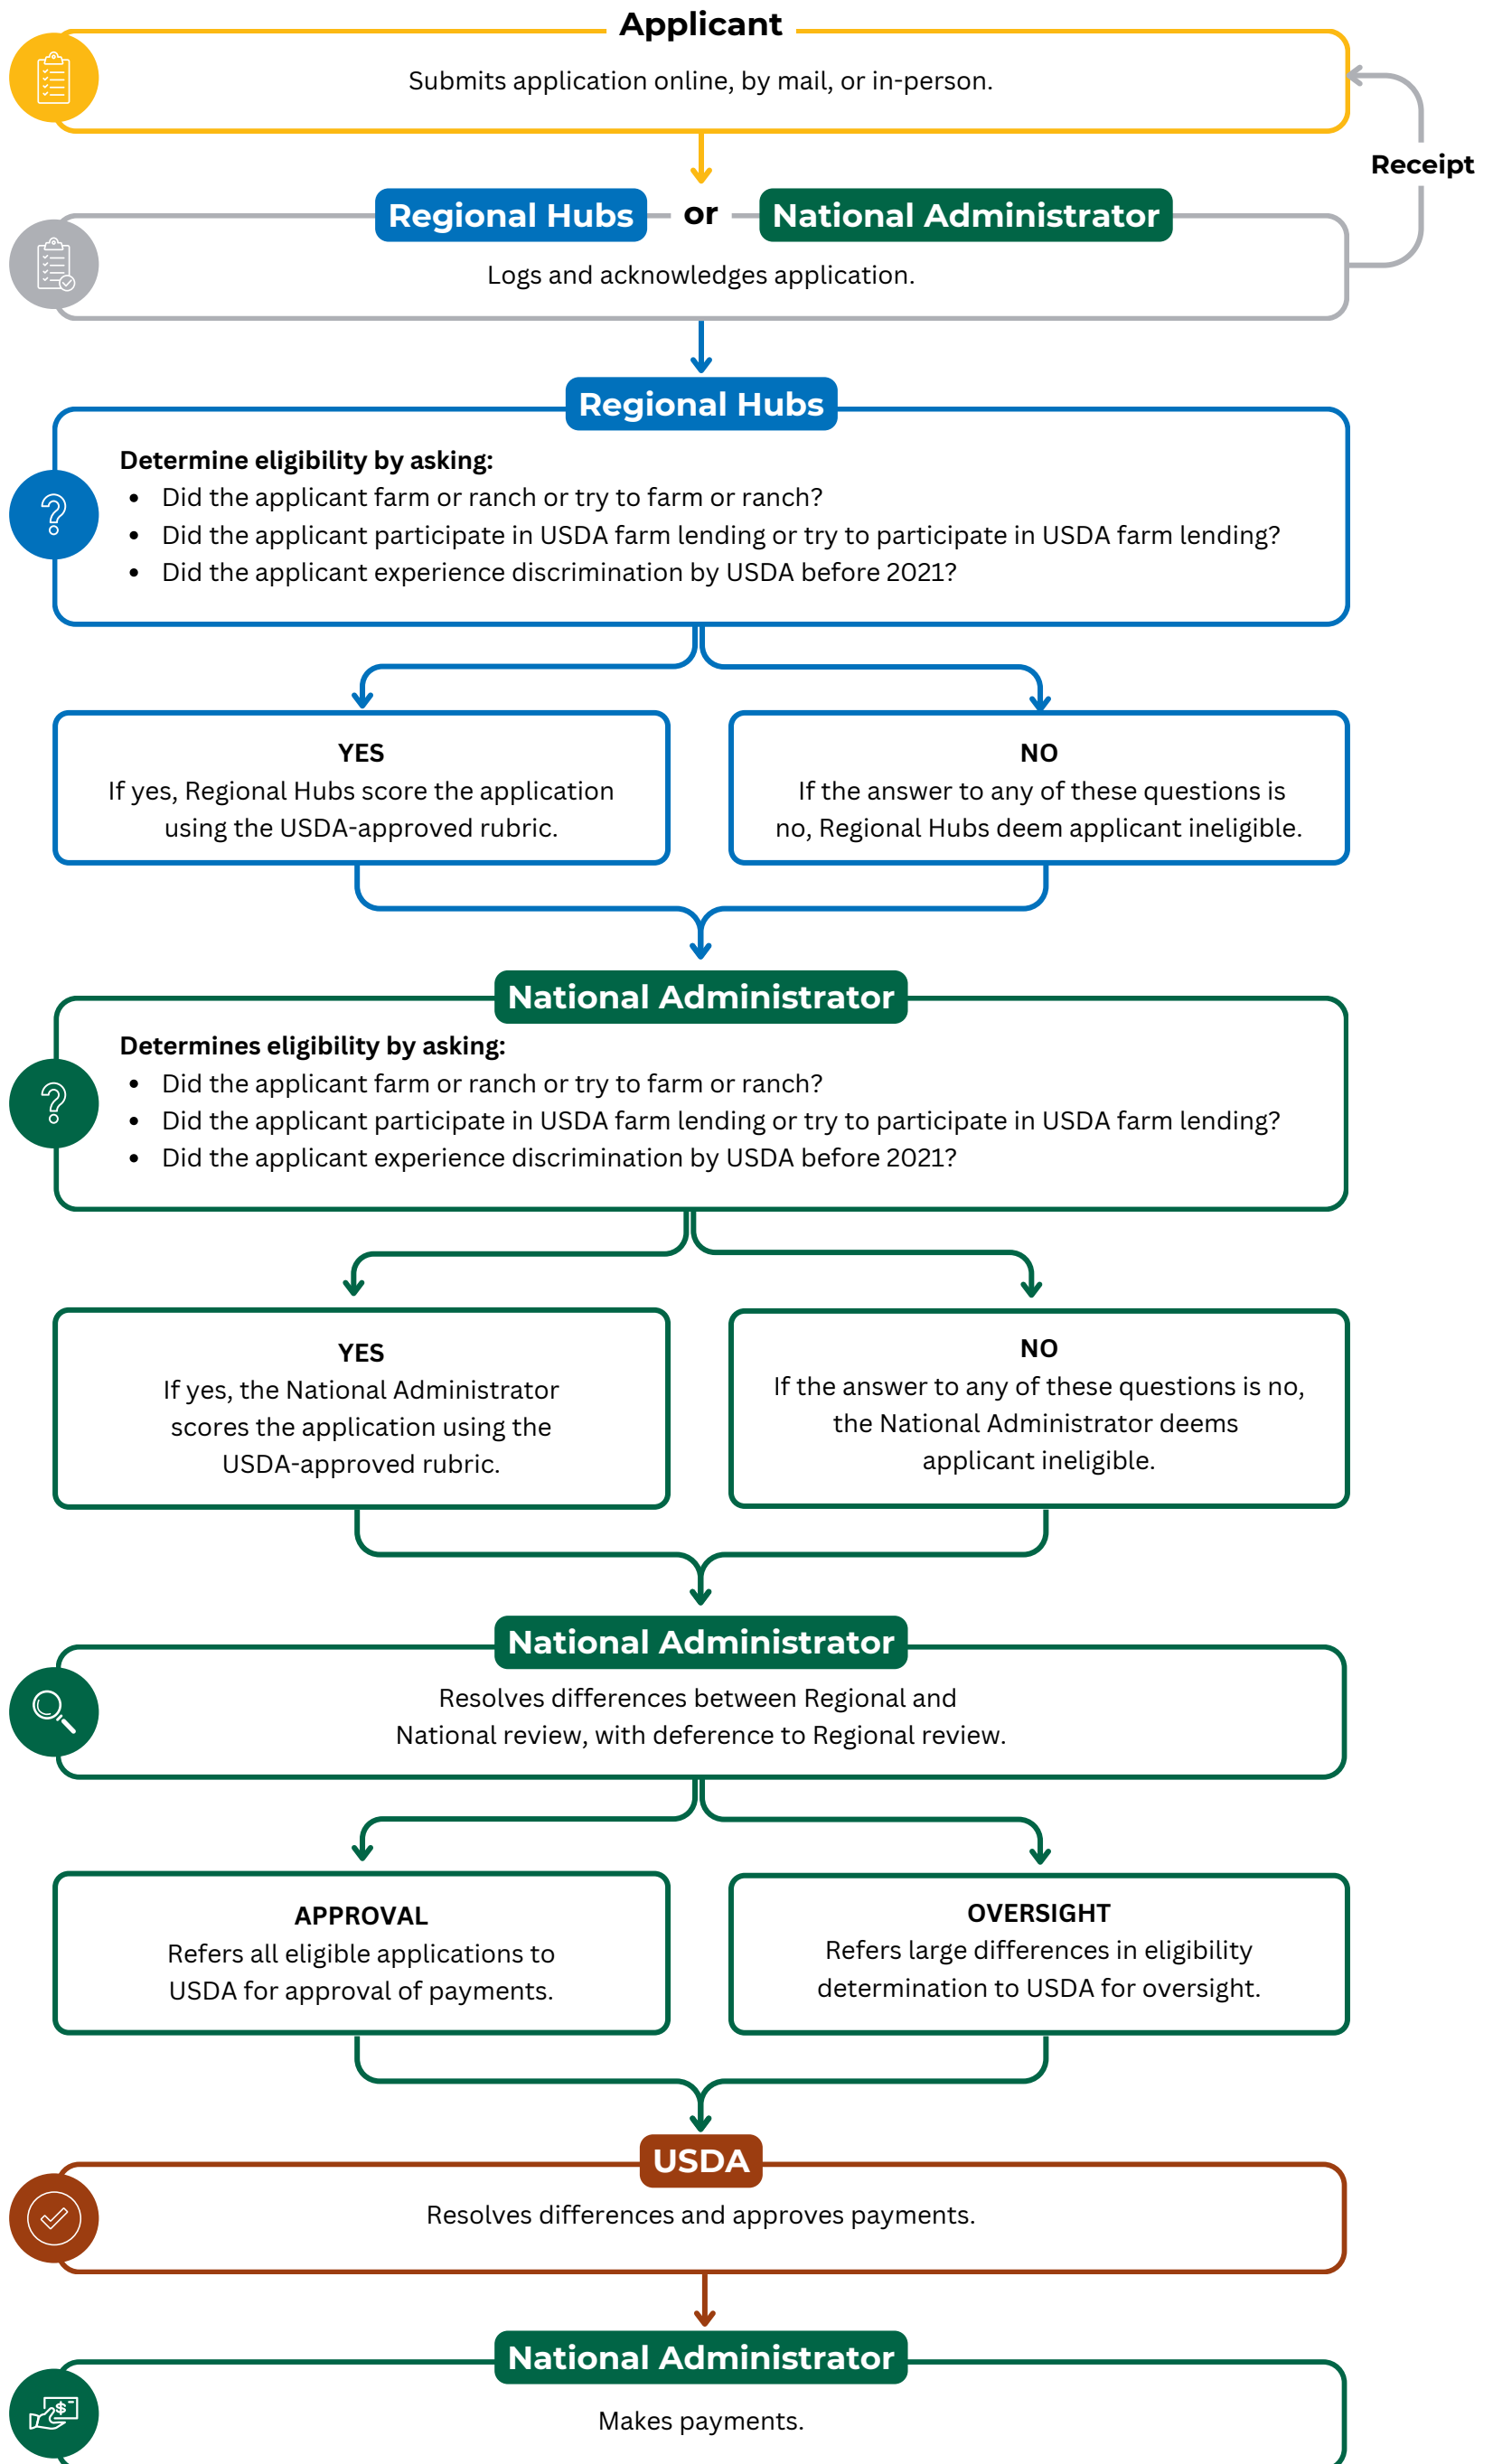 Applicant
Submits application online, by mail, or in-person.
Receipt
Regional Hubs or National Administrator
Logs and acknowledges application.
Regional Hubs
Determine eligibility by asking:
• Did the applicant farm or ranch or try to farm or ranch?
• Did the applicant participate in USDA farm lending or try to participate in USDA farm lending?
• Did the applicant experience discrimination by USDA before 2021?
YES
If yes, Regional Hubs score the application
using the USDA-approved rubric.
NO
If the answer to any of these questions is
no, Regional Hubs deem applicant ineligible.
National Administrator
Determines eligibility by asking:
• Did the applicant farm or ranch or try to farm or ranch?
• Did the applicant participate in USDA farm lending or try to participate in USDA farm lending?
• Did the applicant experience discrimination by USDA before 2021?
YES
If yes, the National Administrator
scores the application using the
USDA-approved rubric.
NO
If the answer to any of these questions is no,
the National Administrator deems
applicant ineligible.
National Administrator
Resolves differences between Regional and
National review, with deference to Regional review.
APPROVAL
Refers all eligible applications to
USDA for approval of payments.
OVERSIGHT
Refers large differences in eligibility
determination to USDA for oversight.
USDA
Resolves differences and approves payments.
National Administrator
$
Makes payments.